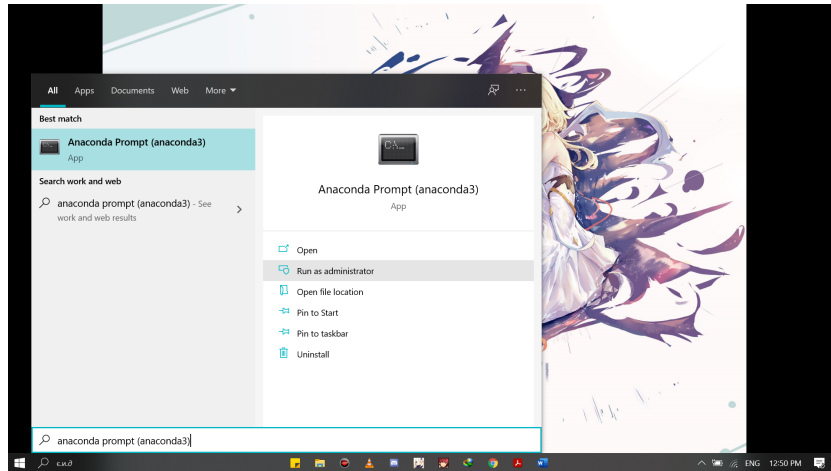 All Apps Documents Web More
Best match
Anaconda Prompt (anaconda3)
App
Search work and web
anaconda prompt (anaconda3) - See
work and web results
C:\_
Anaconda Prompt (anaconda3)
App
Open
Run as administrator
Open file location
Pin to Start
Pin to taskbar
Uninstall
anaconda prompt (anaconda3)
ENG 12:50 PM